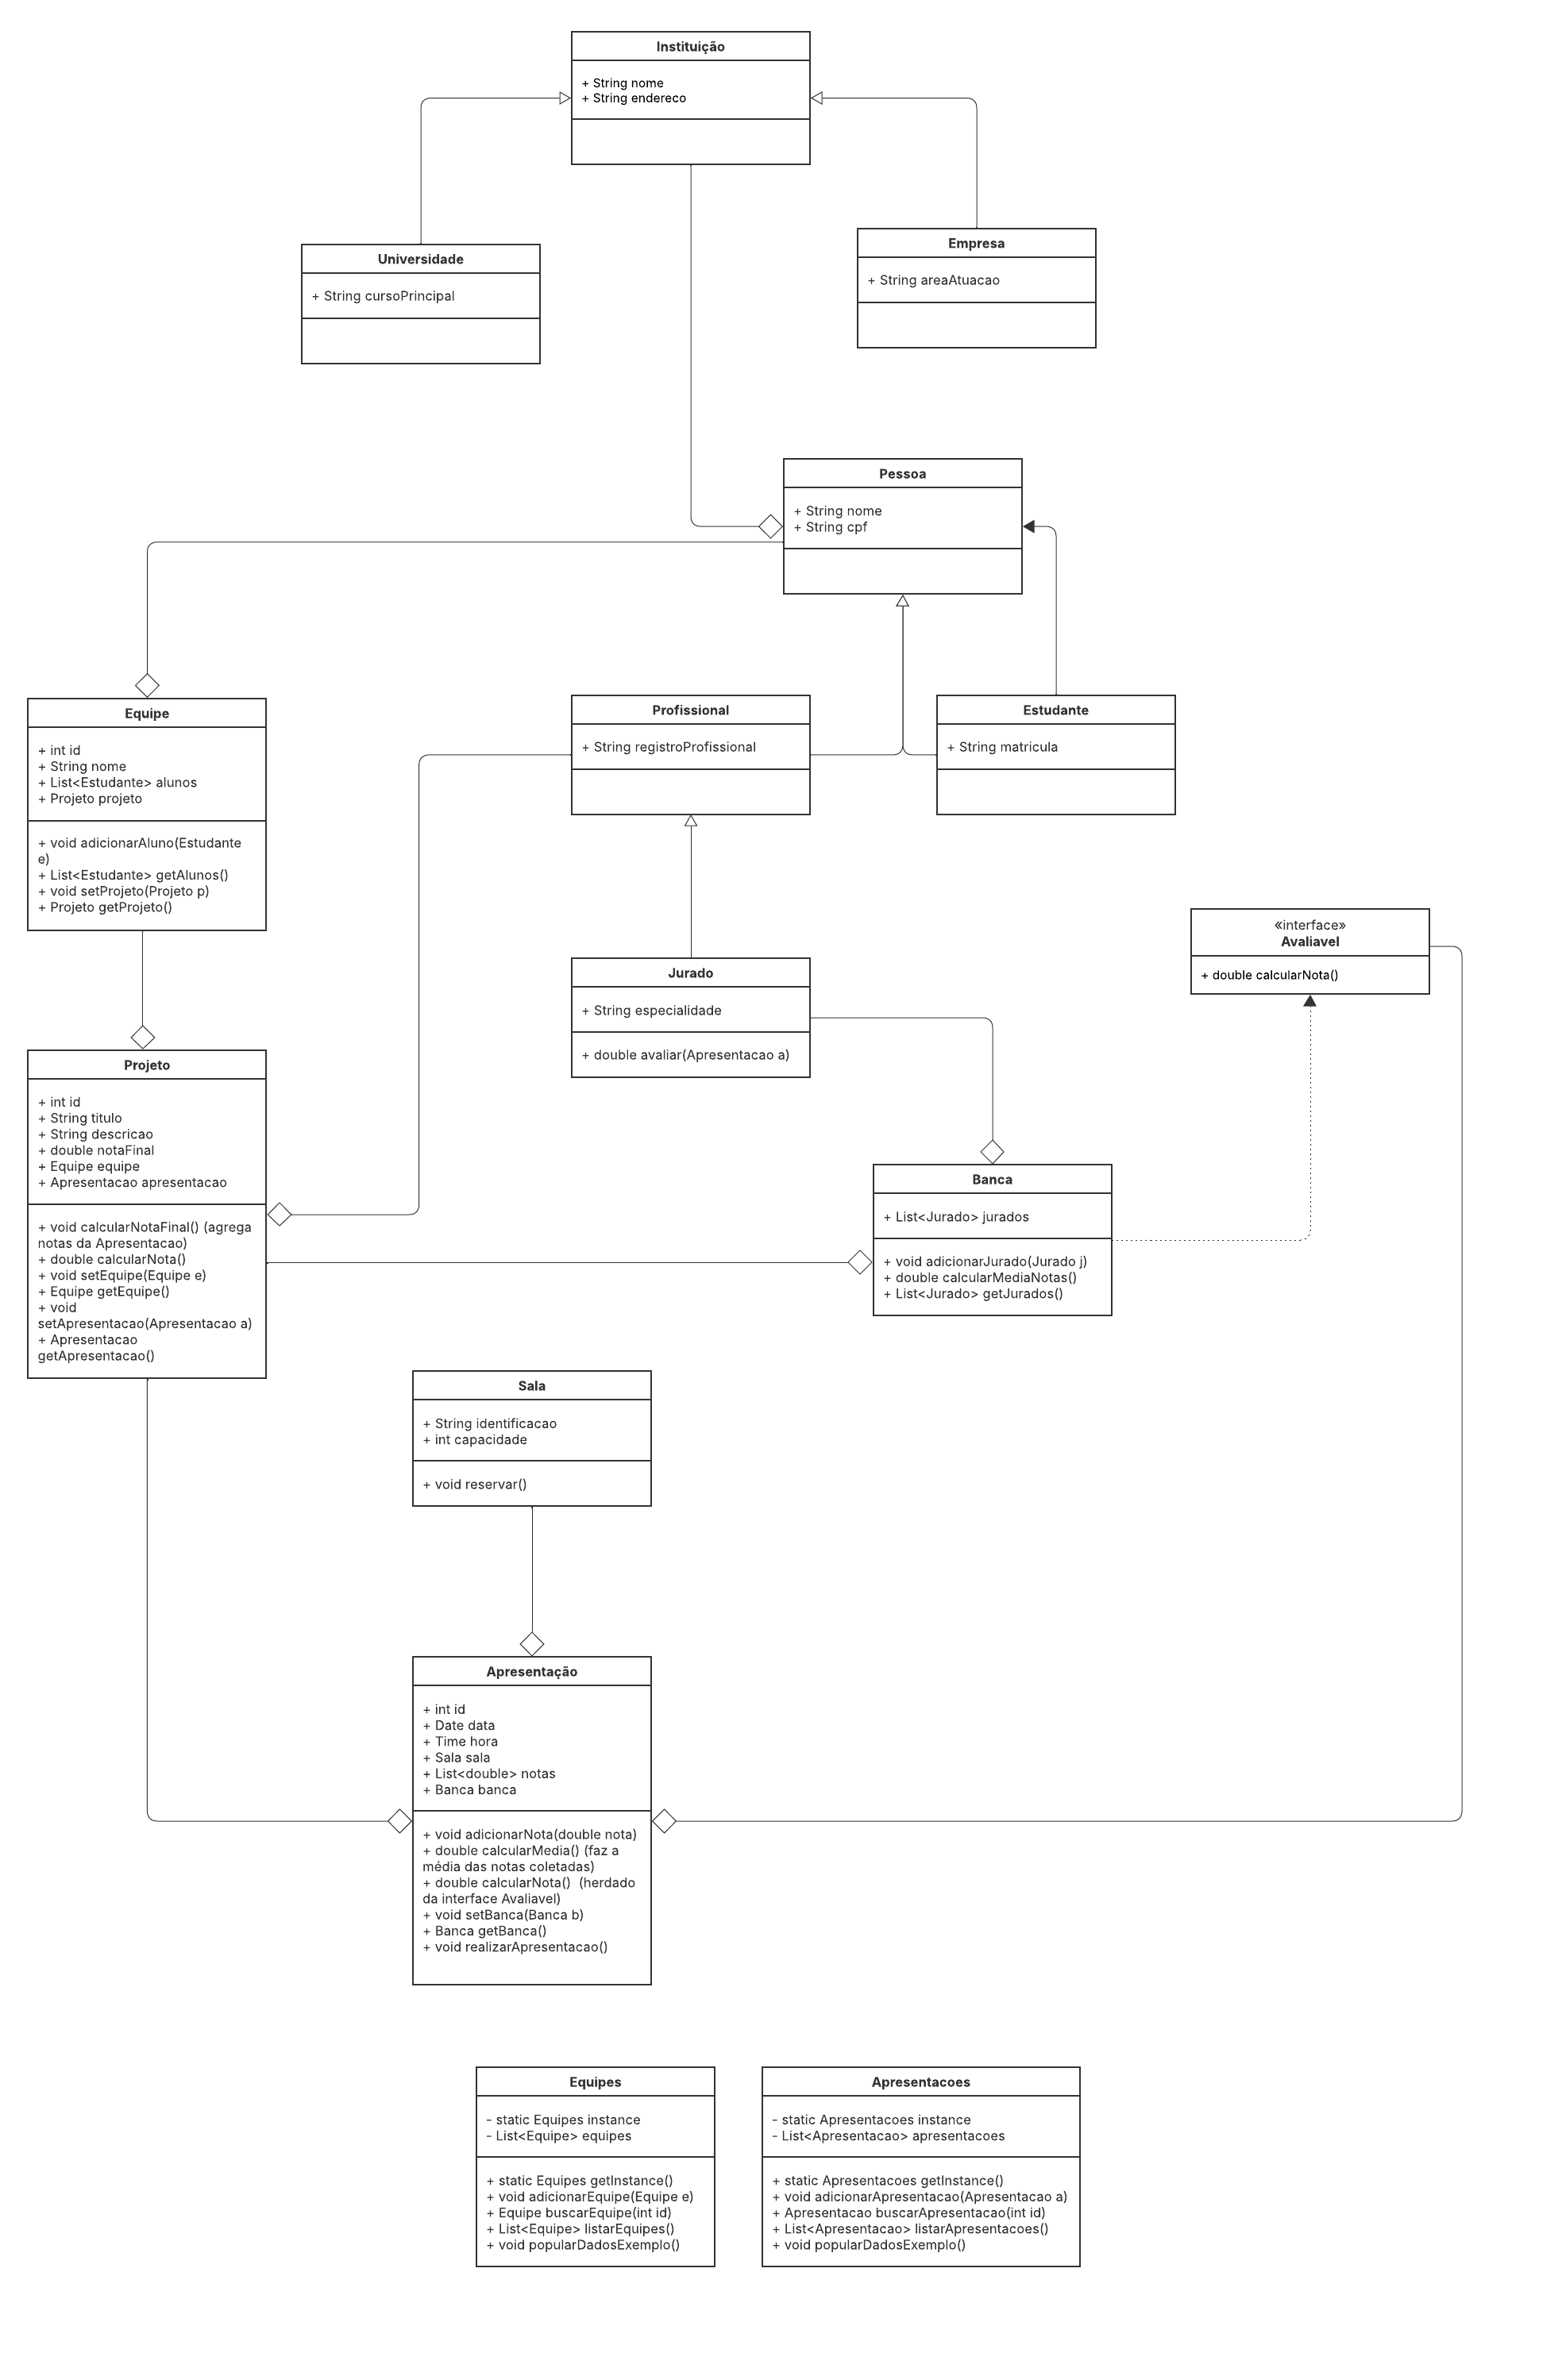 Instituição
+ String nome
+ String endereco
Universidade
+ String cursoPrincipal
Empresa
+ String areaAtuacao
Pessoa
+ String nome
+ String cpf
Equipe
+ int id
+ String nome
+ List<Estudante> alunos
+ Projeto projeto
+ void adicionarAluno(Estudante
e)
+ List<Estudante> getAlunos()
+ void setProjeto(Projeto p)
+ Projeto getProjeto()
Profissional
+ String registroProfissional
Estudante
+ String matricula
«interface»
Avaliavel
+ double calcularNota()
Jurado
+ String especialidade
+ double avaliar(Apresentacao a)
Projeto
+ int id
+ String titulo
+ String descricao
+ double notaFinal
+ Equipe equipe
+ Apresentacao apresentacao
+ void calcularNotaFinal() (agrega
notas da Apresentacao)
+ double calcularNota()
+ void setEquipe(Equipe e)
+ Equipe getEquipe()
+ void
setApresentacao(Apresentacao a)
+ Apresentacao
getApresentacao()
Banca
+ List<Jurado> jurados
+ void adicionarJurado(Jurado j)
+ double calcularMediaNotas()
+ List<Jurado> getJurados()
Sala
+ String identificacao
+ int capacidade
+ void reservar()
Apresentação
+ int id
+ Date data
+ Time hora
+ Sala sala
+ List<double> notas
+ Banca banca
+ void adicionarNota(double nota)
+ double calcularMedia() (faz a
média das notas coletadas)
+ double calcularNota()  (herdado
da interface Avaliavel)
+ void setBanca(Banca b)
+ Banca getBanca()
+ void realizarApresentacao()
Equipes
- static Equipes instance
- List<Equipe> equipes
+ static Equipes getInstance()
+ void adicionarEquipe(Equipe e)
+ Equipe buscarEquipe(int id)
+ List<Equipe> listarEquipes()
+ void popularDadosExemplo()
Apresentacoes
- static Apresentacoes instance
- List<Apresentacao> apresentacoes
+ static Apresentacoes getInstance()
+ void adicionarApresentacao(Apresentacao a)
+ Apresentacao buscarApresentacao(int id)
+ List<Apresentacao> listarApresentacoes()
+ void popularDadosExemplo()